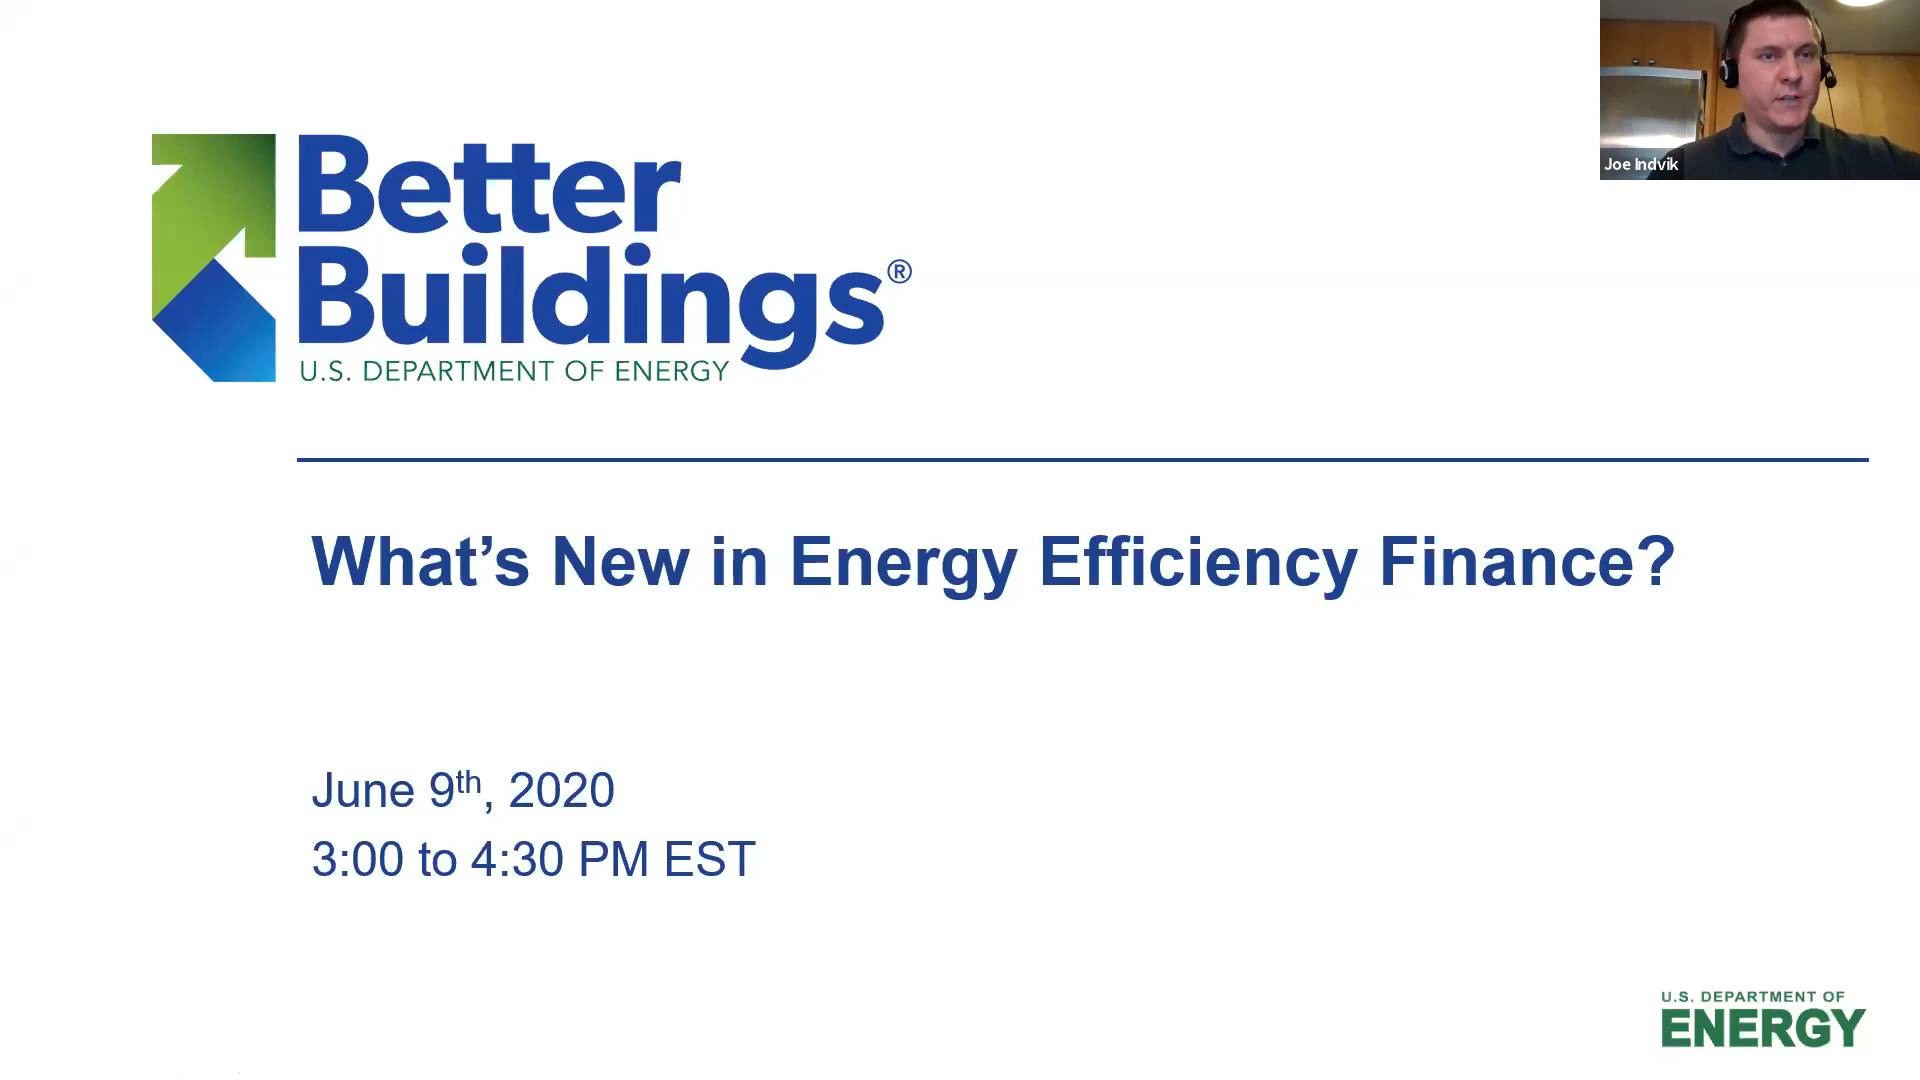 Better
Buildings®
U.S. DEPARTMENT OF ENERGY
Joe Indvik
What’s New in Energy Efficiency Finance?
June 9th, 2020
3:00 to 4:30 PM EST
U.S. DEPARTMENT OF
ENERGY